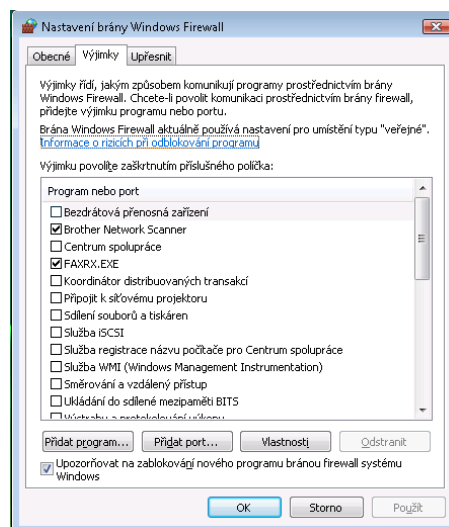 Nastavení brány Windows Firewall
Obecné Výjimky Upřesnit
Výjimky řídí, jakým způsobem komunikují programy prostřednictvím brány
Windows Firewall. Chcete-li povolit komunikaci prostřednictvím brány firewall,
přidejte výjimku programu nebo portu.
Brána Windows Firewall aktuálně používá nastavení pro umístění typu "veřejné".
Informace o rizicích při odblokování programu
Výjimku povolíte zaškrtnutím příslušného políčka:
Program nebo port
Bezdrátová přenosná zařízení
Brother Network Scanner
Centrum spolupráce
FAXRX.EXE
Koordinátor distribuovaných transakcí
Připojit k síťovému projektoru
Sdílení souborů a tiskáren
Služba iSCSI
Služba registrace názvu počítače pro Centrum spolupráce
Služba WMI (Windows Management Instrumentation)
Směrování a vzdálený přístup
Ukládání do sdílené mezipaměti BITS
Výstrahy a protokolování výkonu
Přidat program... Přidat port... Vlastnosti Odstranit
Upozorňovat na zablokování nového programu bránou firewall systému
Windows
OK Storno Použít